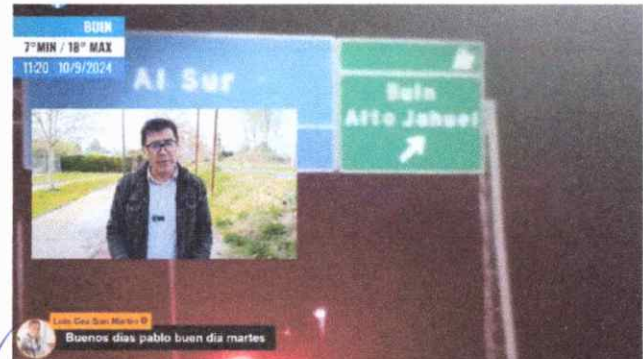 BUIN
7°MIN / 18° MAX
11:20 10/9/2024
Al Sur
Buin
Alto Jahuel
Buenos días pablo buen dia martes